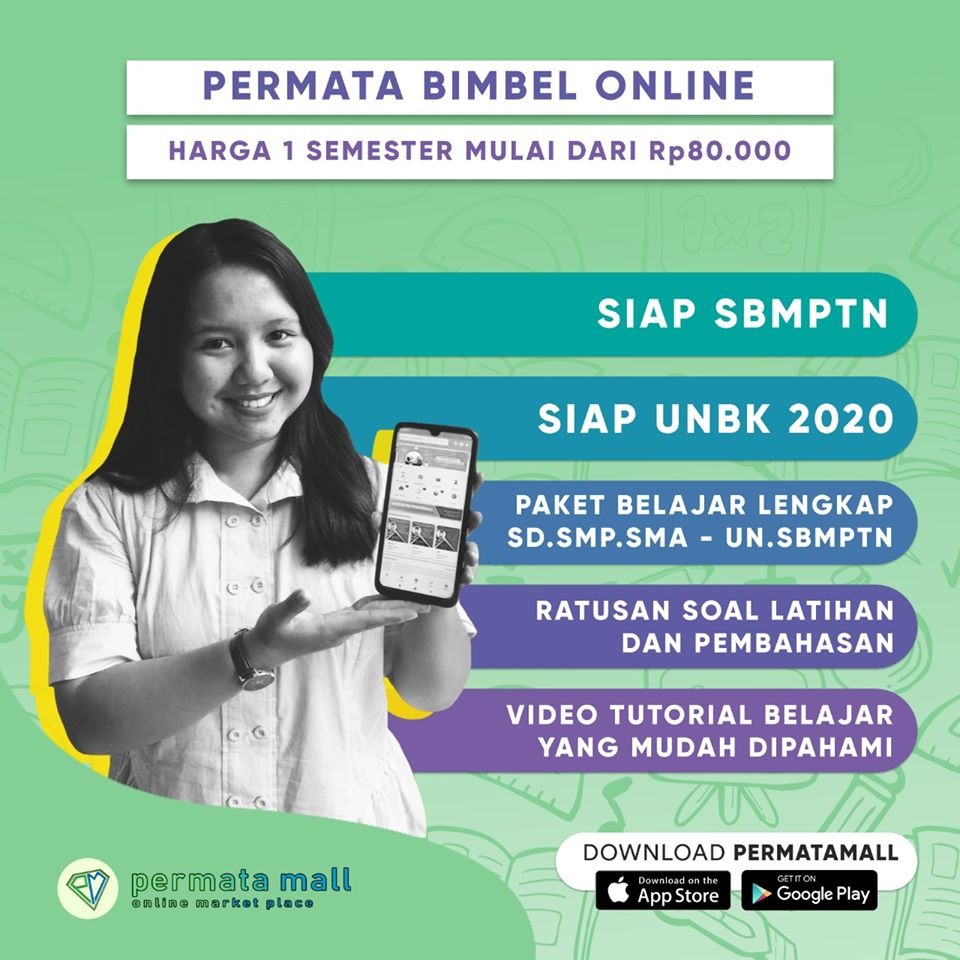 PERMATA BIMBEL ONLINE
HARGA 1 SEMESTER MULAI DARI Rp80.000
SIAP SBMPTN
SIAP UNBK 2020
PAKET BELAJAR LENGKAP
SD.SMP.SMA - UN.SBMPTN
RATUSAN SOAL LATIHAN
DAN PEMBAHASAN
VIDEO TUTORIAL BELAJAR
YANG MUDAH DIPAHAMI
permata mall
online market place
DOWNLOAD PERMATAMALL
Download on the
App Store
GET IT ON
Google Play